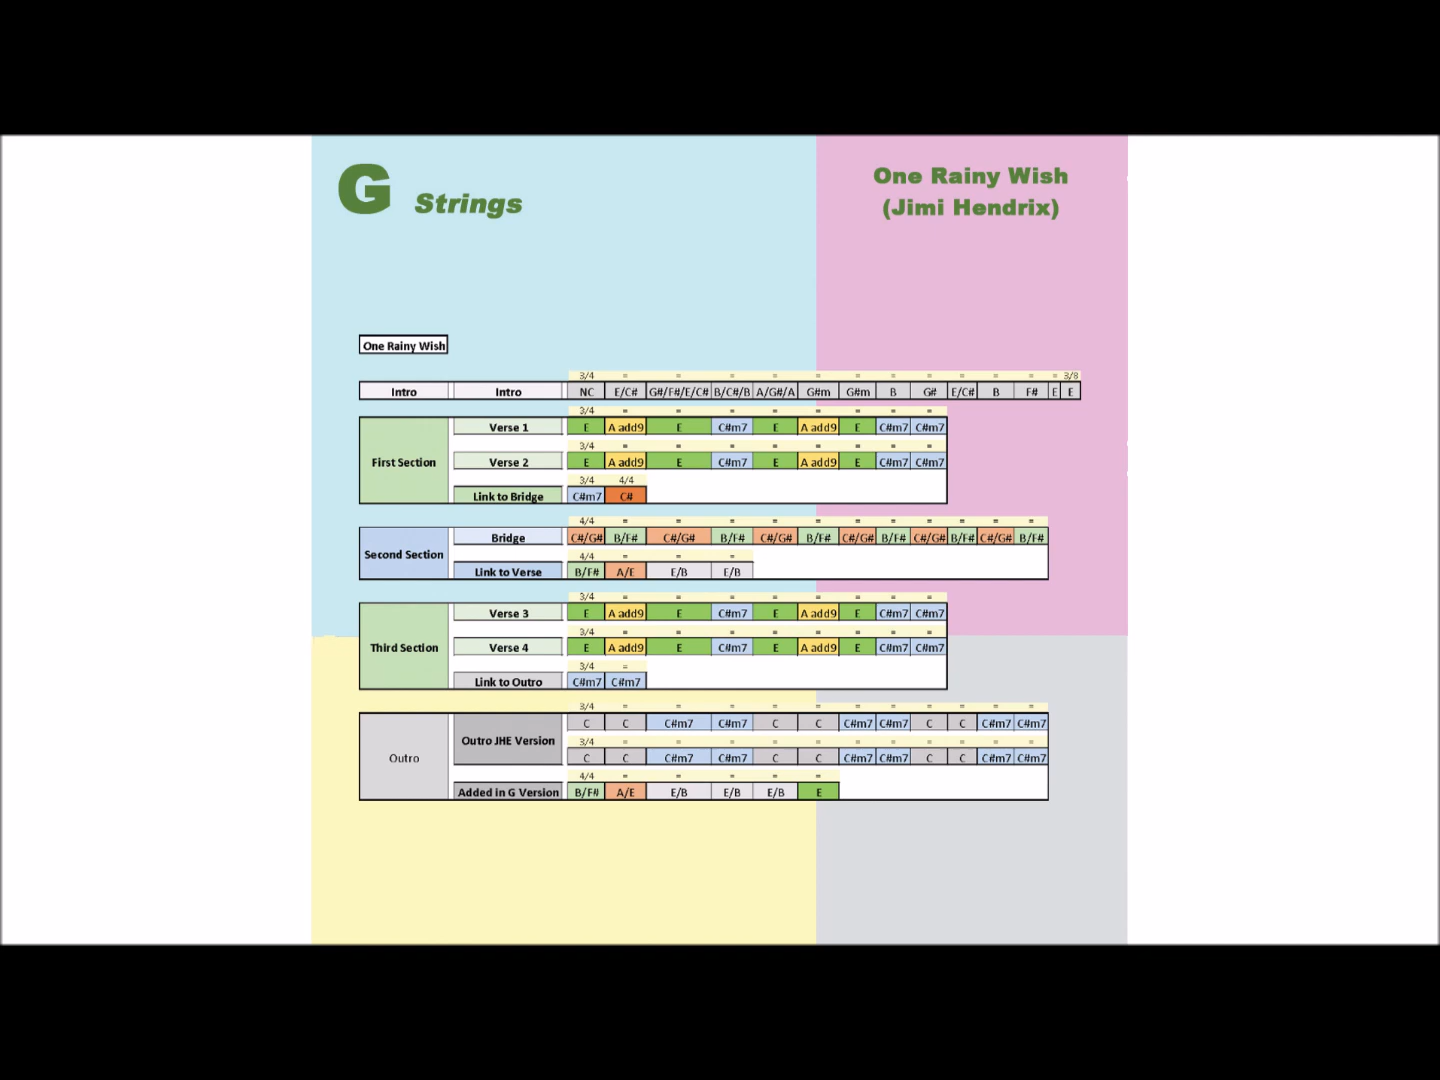 G Strings
One Rainy Wish
(Jimi Hendrix)
One Rainy Wish
3/4 = = = = = = = = = = = = 3/8
Intro Intro NC E/C# G#/F#/E/C# B/C#/B A/G#/A G#m G#m B G# E/C# B F# E E
3/4 = = = = = = = =
Verse 1 E A add9 E C#m7 E A add9 E C#m7 C#m7
3/4 = = = = = = = =
First Section Verse 2 E A add9 E C#m7 E A add9 E C#m7 C#m7
3/4 4/4
Link to Bridge C#m7 C#
4/4 = = = = = = = = = = =
Bridge C#/G# B/F# C#/G# B/F# C#/G# B/F# C#/G# B/F# C#/G# B/F# C#/G# B/F#
Second Section
4/4 = = =
Link to Verse B/F# A/E E/B E/B
3/4 = = = = = = = =
Verse 3 E A add9 E C#m7 E A add9 E C#m7 C#m7
3/4 = = = = = = = =
Third Section Verse 4 E A add9 E C#m7 E A add9 E C#m7 C#m7
3/4 =
Link to Outro C#m7 C#m7
3/4 = = = = = = = = = = =
C C C#m7 C#m7 C C C#m7 C#m7 C C C#m7 C#m7
Outro JHE Version
3/4 = = = = = = = = = = =
Outro C C C#m7 C#m7 C C C#m7 C#m7 C C C#m7 C#m7
4/4 = = = = =
Added in G Version B/F# A/E E/B E/B E/B E